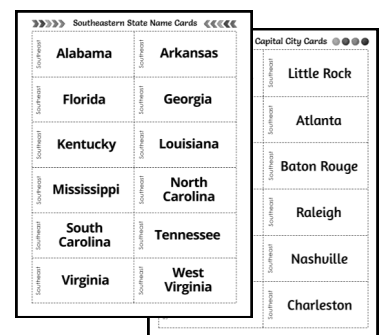 Southeastern State Name Cards
Southeast
Alabama
Southeast
Arkansas
Southeast
Florida
Southeast
Georgia
Southeast
Kentucky
Southeast
Louisiana
Southeast
Mississippi
Southeast
North
Carolina
Southeast
South
Carolina
Southeast
Tennessee
Southeast
Virginia
Southeast
West
Virginia
Capital City Cards
Southeast
Little Rock
Southeast
Atlanta
Southeast
Baton Rouge
Southeast
Raleigh
Southeast
Nashville
Southeast
Charleston